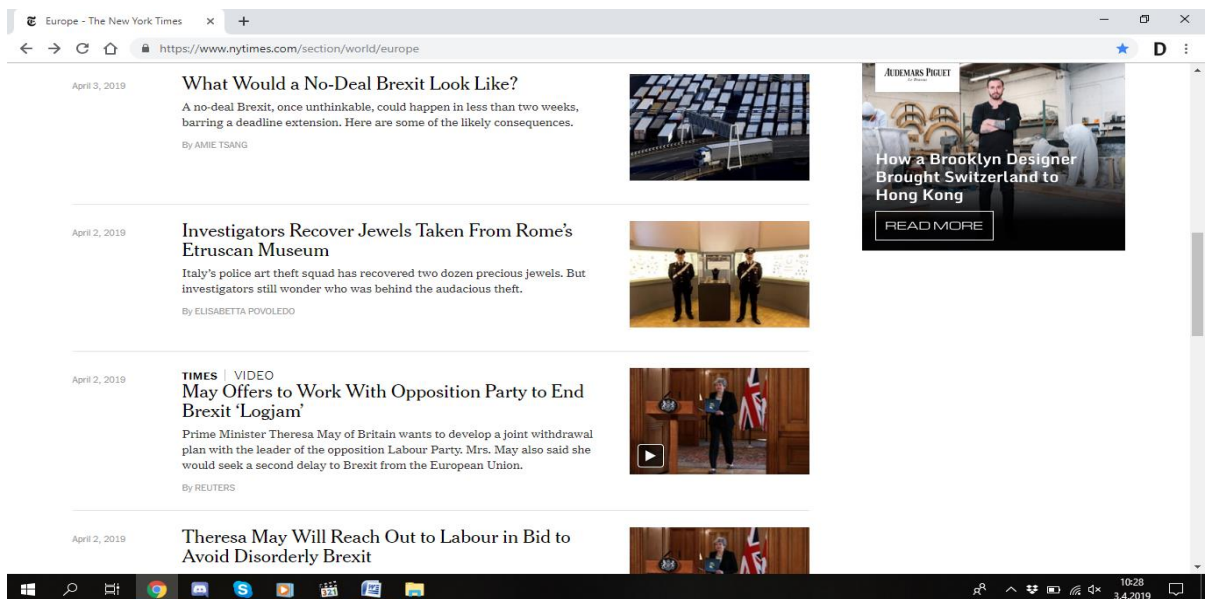 Europe - The New York Times
https://www.nytimes.com/section/world/europe
D
April 3, 2019
What Would a No-Deal Brexit Look Like?
A no-deal Brexit, once unthinkable, could happen in less than two weeks,
barring a deadline extension. Here are some of the likely consequences.
By AMIE TSANG
AUDEMARS PIGUET
How a Brooklyn Designer
Brought Switzerland to
Hong Kong
READ MORE
April 2, 2019
Investigators Recover Jewels Taken From Rome's
Etruscan Museum
Italy's police art theft squad has recovered two dozen precious jewels. But
investigators still wonder who was behind the audacious theft.
By ELISABETTA POVOLEDO
April 2, 2019
TIMES | VIDEO
May Offers to Work With Opposition Party to End
Brexit ‘Logjam’
Prime Minister Theresa May of Britain wants to develop a joint withdrawal
plan with the leader of the opposition Labour Party. Mrs. May also said she
would seek a second delay to Brexit from the European Union.
By REUTERS
April 2, 2019
Theresa May Will Reach Out to Labour in Bid to
Avoid Disorderly Brexit
321
10:28
3.4.2019